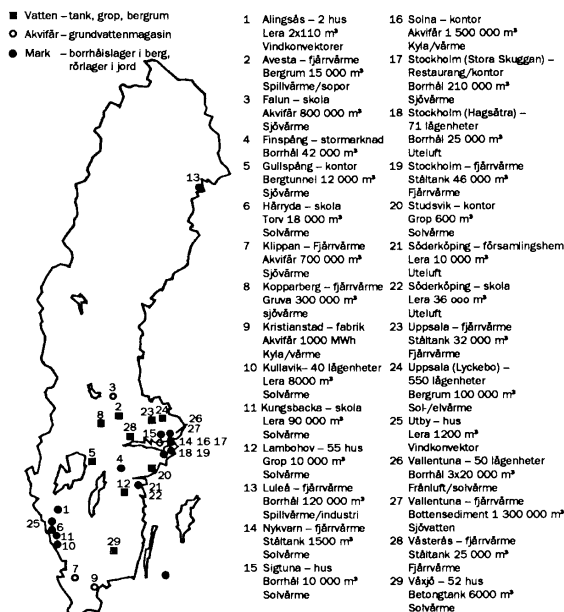 Vatten – tank, grop, bergrum
Akvifär – grundvattenmagasin
Mark – borrhålslager i berg,
rörlager i jord
13
3
2
8
23
24
26
27
28
15
14 16 17
18 19
5
4
20
12
21
22
1
25
6
11
10
29
7
9
1 Alingsås – 2 hus
Lera 2x110 m³
Vindkonvektorer
2 Avesta – fjärrvärme
Bergrum 15 000 m³
Spillvärme/sopor
3 Falun – skola
Akvifär 800 000 m³
Sjövärme
4 Finspång – stormarknad
Borrhål 42 000 m³
5 Gullspång – kontor
Bergtunnel 12 000 m³
Sjövärme
6 Härryda – skola
Torv 18 000 m³
Solvärme
7 Klippan – Fjärrvärme
Akvifär 700 000 m³
Sjövärme
8 Kopparberg – fjärrvärme
Gruva 300 000 m³
sjövärme
9 Kristianstad – fabrik
Akvifär 1000 MWh
Kyla/värme
10 Kullavik– 40 lägenheter
Lera 8000 m³
Solvärme
11 Kungsbacka – skola
Lera 90 000 m³
Solvärme
12 Lambohov – 55 hus
Grop 10 000 m³
Solvärme
13 Luleå – fjärrvärme
Borrhål 120 000 m³
Spillvärme/industri
14 Nykvarn – fjärrvärme
Ståltank 1500 m³
Solvärme
15 Sigtuna – hus
Borrhål 10 000 m³
Solvärme
16 Solna – kontor
Akvifär 1 500 000 m³
Kyla/värme
17 Stockholm (Stora Skuggan) –
Restaurang/kontor
Borrhål 210 000 m³
Sjövärme
18 Stockholm (Hagsätra) –
71 lägenheter
Borrhål 25 000 m³
Uteluft
19 Stockholm – fjärrvärme
Ståltank 46 000 m³
Fjärrvärme
20 Studsvik – kontor
Grop 600 m³
Solvärme
21 Söderköping – församlingshem
Lera 10 000 m³
Uteluft
22 Söderköping – skola
Lera 36 ooo m³
Uteluft
23 Uppsala – fjärrvärme
Ståltank 32 000 m³
Fjärrvärme
24 Uppsala (Lyckebo) –
550 lägenheter
Bergrum 100 000 m³
Sol-/elvärme
25 Utby – hus
Lera 1200 m³
Vindkonvektor
26 Vallentuna – 50 lägenheter
Borrhål 3x20 000 m³
Frånluft/solvärme
27 Vallentuna – fjärrvärme
Bottensediment 1 300 000 m³
Sjövatten
28 Västerås – fjärrvärme
Ståltank 25 000 m³
Fjärrvärme
29 Växjö – 52 hus
Betongtank 6000 m³
Solvärme